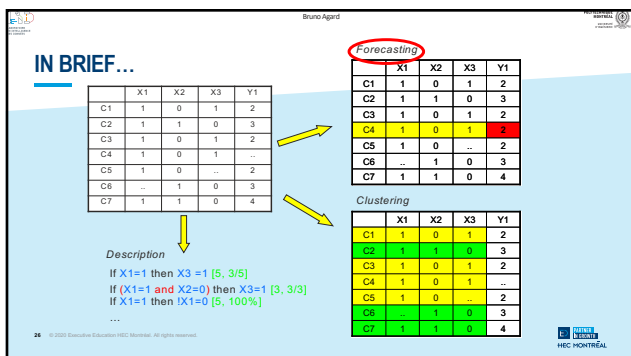 Bruno Agard
POLYTECHNIQUE
MONTRÉAL
IN BRIEF...
X1 X2 X3 Y1
C1 1 0 1 2
C2 1 1 0 3
C3 1 0 1 2
C4 1 0 1 ..
C5 1 0 .. 2
C6 .. 1 0 3
C7 1 1 0 4
Forecasting
X1 X2 X3 Y1
C1 1 0 1 2
C2 1 1 0 3
C3 1 0 1 2
C4 1 0 1 2
C5 1 0 .. 2
C6 .. 1 0 3
C7 1 1 0 4
Clustering
X1 X2 X3 Y1
C1 1 0 1 2
C2 1 1 0 3
C3 1 0 1 2
C4 1 0 1 ..
C5 1 0 .. 2
C6 .. 1 0 3
C7 1 1 0 4
Description
If X1=1 then X3 =1 [5, 3/5]
If (X1=1 and X2=0) then X3=1 [3, 3/3]
If X1=1 then !X1=0 [5, 100%]
...
26 © 2020 Executive Education HEC Montréal. All rights reserved.
PARTNER
IN GROWTH
HEC MONTRÉAL